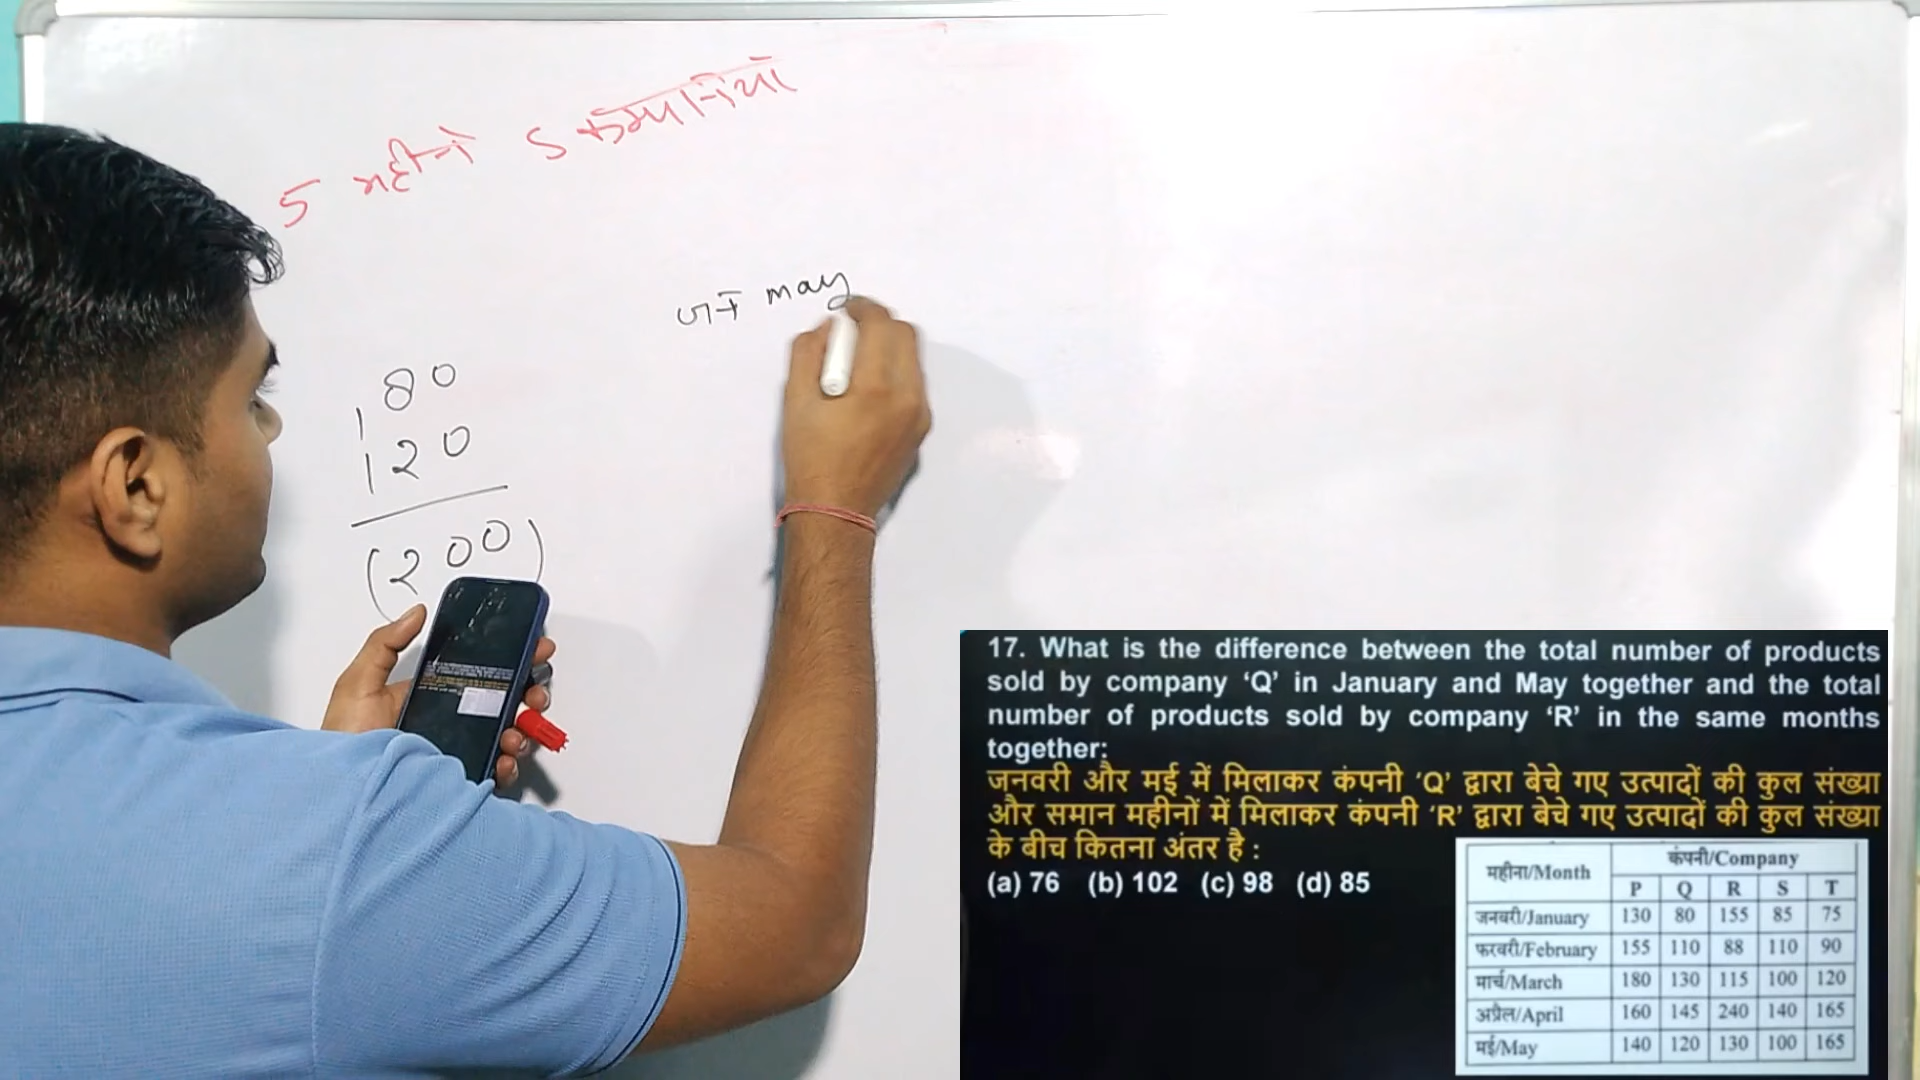 5 महीने 5 कम्पनियों
जन may
80
120
(200)
17. What is the difference between the total number of products
sold by company ‘Q’ in January and May together and the total
number of products sold by company ‘R’ in the same months
together:
जनवरी और मई में मिलाकर कंपनी ‘Q’ द्वारा बेचे गए उत्पादों की कुल संख्या
और समान महीनों में मिलाकर कंपनी ‘R’ द्वारा बेचे गए उत्पादों की कुल संख्या
के बीच कितना अंतर है :
(a) 76 (b) 102 (c) 98 (d) 85
महीना/Month कंपनी/Company
P Q R S T
जनवरी/January 130 80 155 85 75
फरवरी/February 155 110 88 110 90
मार्च/March 180 130 115 100 120
अप्रैल/April 160 145 240 140 165
मई/May 140 120 130 100 165